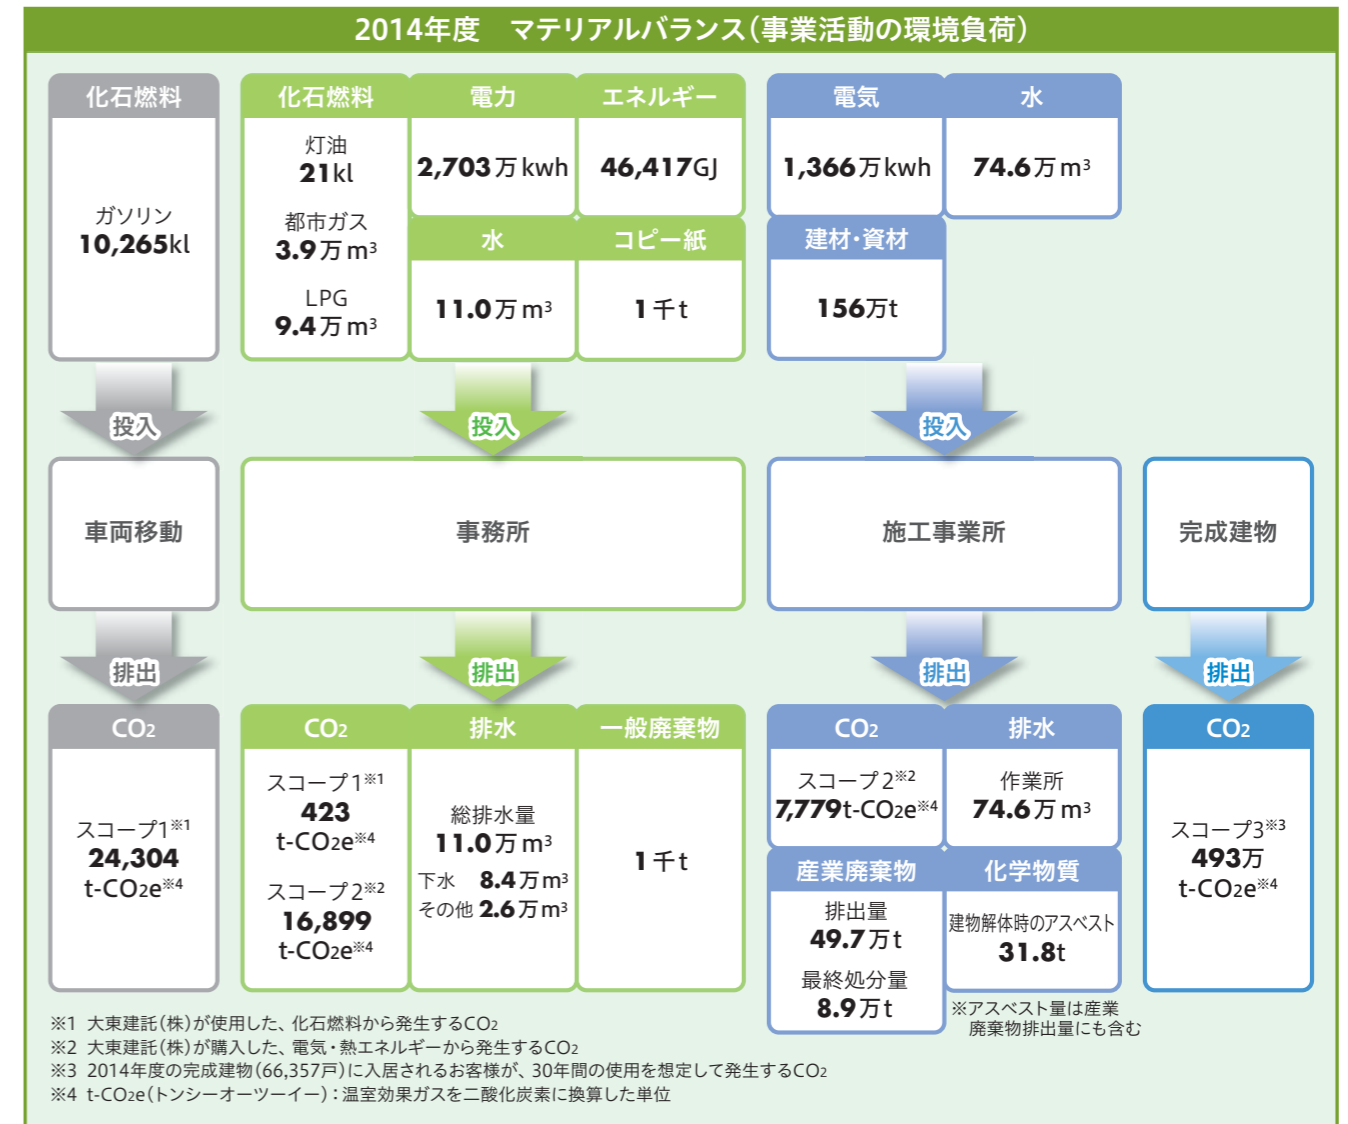 2014年度　マテリアルバランス（事業活動の環境負荷）
化石燃料
ガソリン
10,265kl
化石燃料
灯油
21kl
都市ガス
3.9万m³
LPG
9.4万m³
電力
2,703万kwh
エネルギー
46,417GJ
水
11.0万m³
コピー紙
1千t
電気
1,366万kwh
水
74.6万m³
建材・資材
156万t
投入
投入
投入
車両移動
事務所
施工事業所
完成建物
排出
排出
排出
排出
CO₂
スコープ1※1
24,304
t-CO₂e※4
CO₂
スコープ1※1
423
t-CO₂e※4
スコープ2※2
16,899
t-CO₂e※4
排水
総排水量
11.0万m³
下水　8.4万m³
その他 2.6万m³
一般廃棄物
1千t
CO₂
スコープ2※2
7,779t-CO₂e※4
排水
作業所
74.6万m³
産業廃棄物
排出量
49.7万t
最終処分量
8.9万t
化学物質
建物解体時のアスベスト
31.8t
※アスベスト量は産業
廃棄物排出量にも含む
CO₂
スコープ3※3
493万
t-CO₂e※4
※1 大東建託（株）が使用した、化石燃料から発生するCO₂
※2 大東建託（株）が購入した、電気・熱エネルギーから発生するCO₂
※3 2014年度の完成建物（66,357戸）に入居されるお客様が、30年間の使用を想定して発生するCO₂
※4 t-CO₂e（トンシーオーツーイー）：温室効果ガスを二酸化炭素に換算した単位